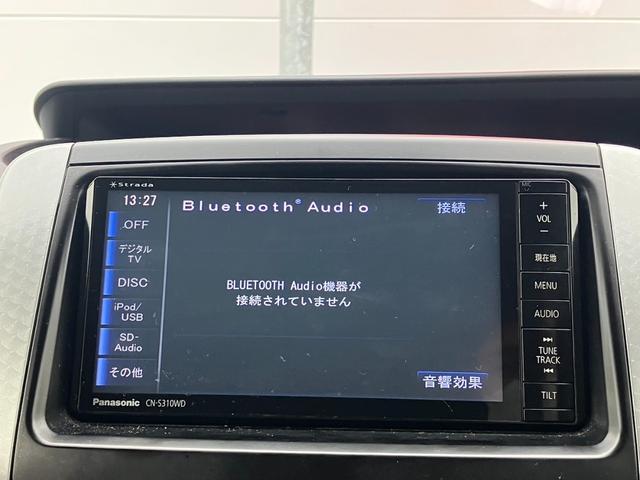 Strada
MIC
13:27
Bluetooth® Audio
接続
OFF
デジタル
TV
DISC
iPod/
USB
SD-
Audio
その他
BLUETOOTH Audio機器が
接続されていません
音響効果
+
VOL
−
現在地
MENU
AUDIO
TUNE
TRACK
TILT
Panasonic CN-S310WD